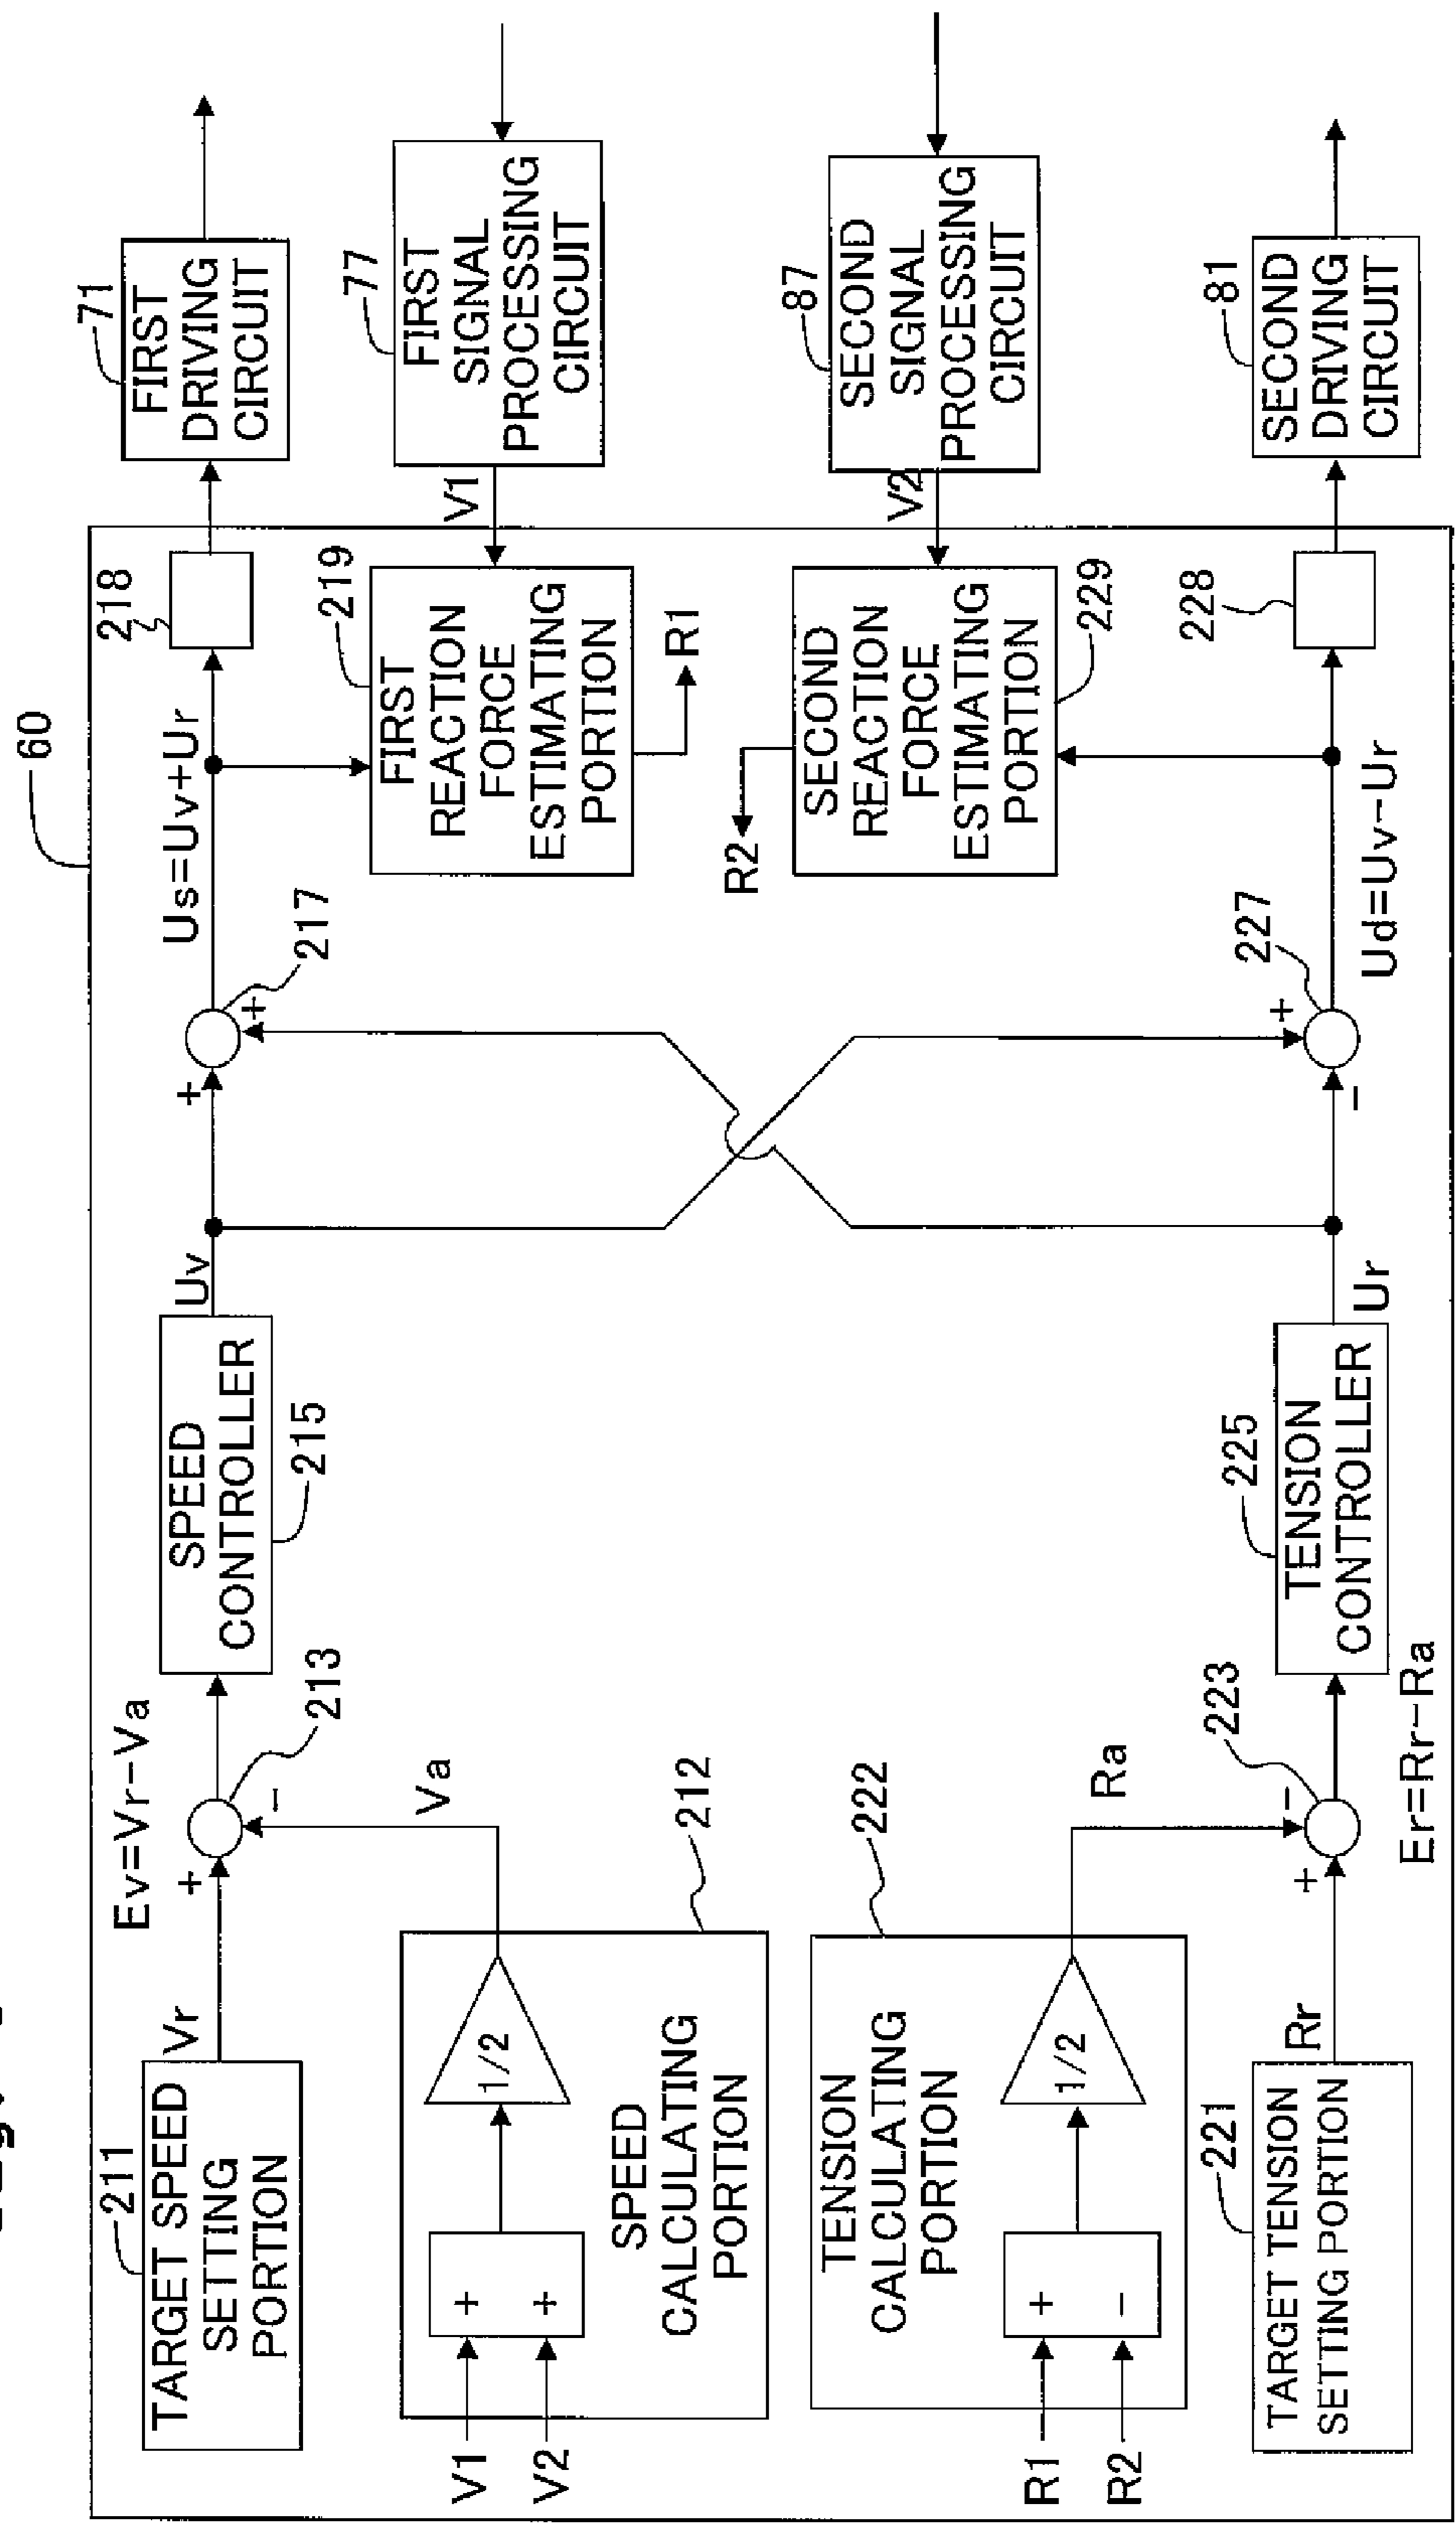 60
211
TARGET SPEED
SETTING
PORTION
Vr
+
-
Ev=Vr-Va
213
SPEED
CONTROLLER
215
Uv
+
+
217
Us=Uv+Ur
218
71
FIRST
DRIVING
CIRCUIT
V1
V2
+
+
1/2
SPEED
CALCULATING
PORTION
212
Va
219
FIRST
REACTION
FORCE
ESTIMATING
PORTION
R1
V1
77
FIRST
SIGNAL
PROCESSING
CIRCUIT
R1
R2
+
-
1/2
TENSION
CALCULATING
PORTION
222
Ra
R2
SECOND
REACTION
FORCE
ESTIMATING
PORTION
229
V2
87
SECOND
SIGNAL
PROCESSING
CIRCUIT
221
TARGET TENSION
SETTING PORTION
Rr
+
-
223
Er=Rr-Ra
225
TENSION
CONTROLLER
Ur
-
+
227
Ud=Uv-Ur
228
81
SECOND
DRIVING
CIRCUIT